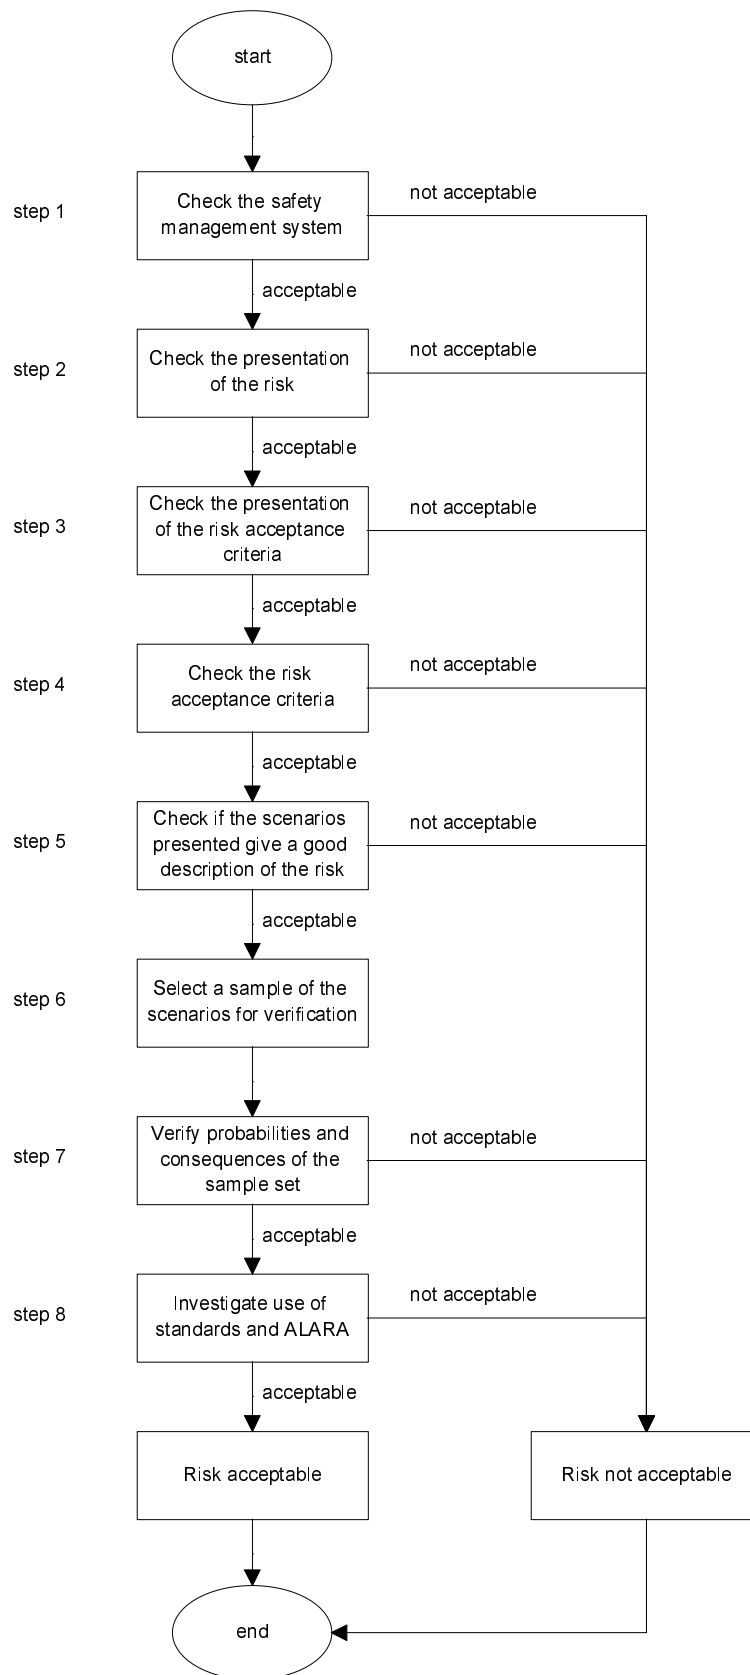 start
step 1
Check the safety
management system
not acceptable
acceptable
step 2
Check the presentation
of the risk
not acceptable
acceptable
step 3
Check the presentation
of the risk acceptance
criteria
not acceptable
acceptable
step 4
Check the risk
acceptance criteria
not acceptable
acceptable
step 5
Check if the scenarios
presented give a good
description of the risk
not acceptable
acceptable
step 6
Select a sample of the
scenarios for verification
step 7
Verify probabilities and
consequences of the
sample set
not acceptable
acceptable
step 8
Investigate use of
standards and ALARA
not acceptable
acceptable
Risk acceptable
Risk not acceptable
end